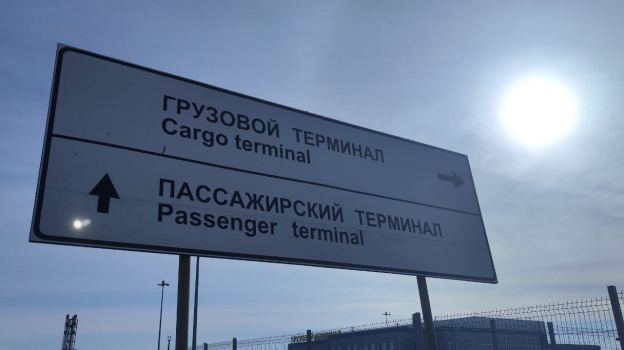 ГРУЗОВОЙ ТЕРМИНАЛ
Cargo terminal
ПАССАЖИРСКИЙ ТЕРМИНАЛ
Passenger terminal